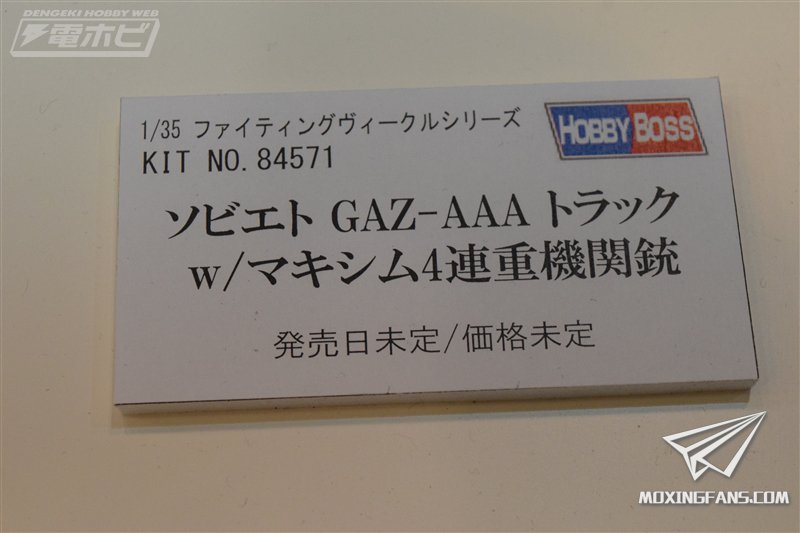 DENGEKI HOBBY WEB
電ホビ
1/35 ファイティングヴィークルシリーズ
HOBBY BOSS
KIT NO. 84571
ソビエト GAZ-AAA トラック
w/マキシム4連重機関銃
発売日未定/価格未定
MOXINGFANS.COM